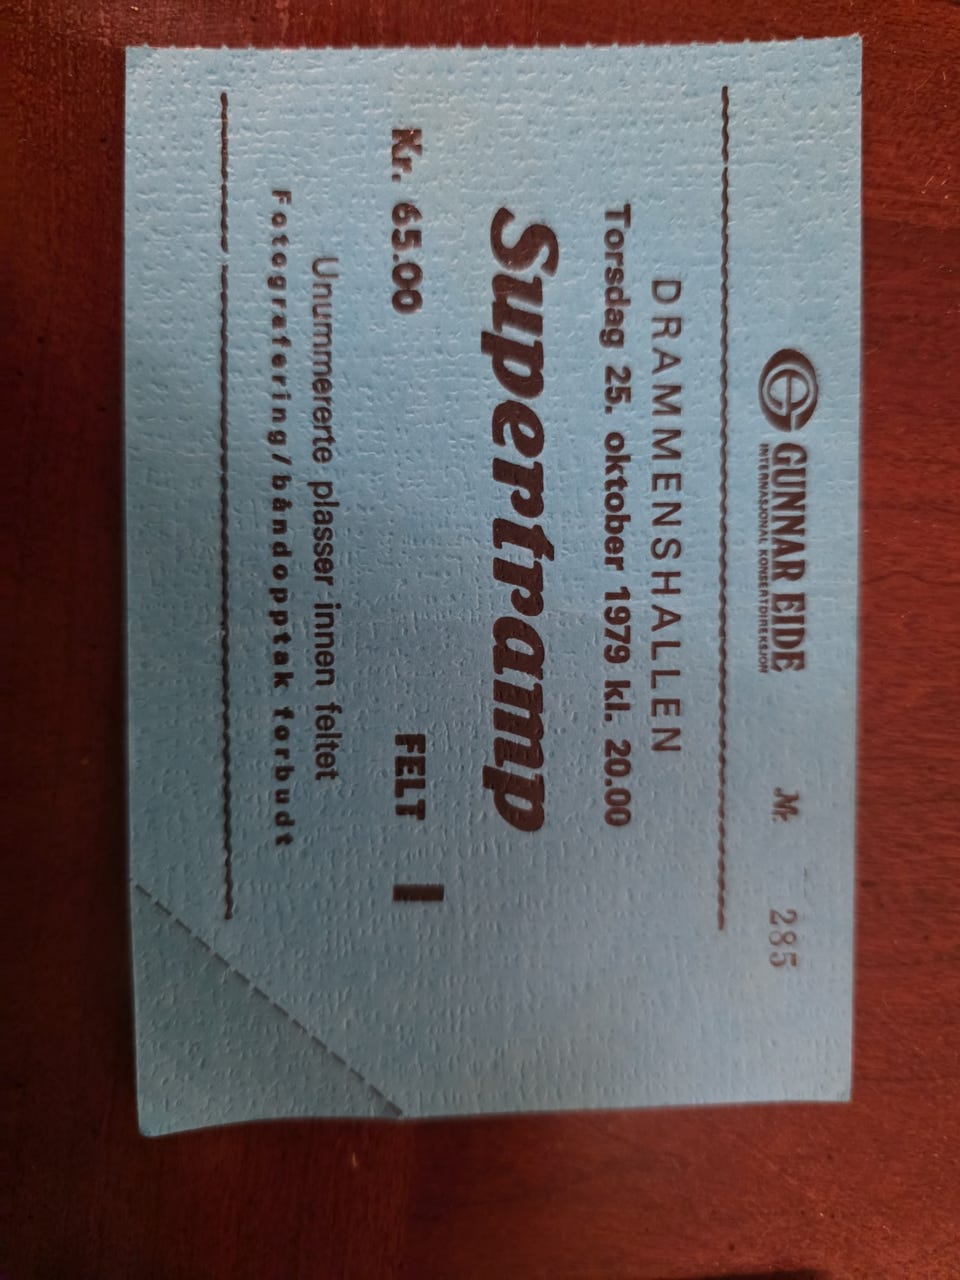 GUNNAR EIDE
INTERNASJONAL KONSERTDIREKSJON
Nr. 285
DRAMMENSHALLEN
Torsdag 25. oktober 1979 kl. 20.00
Supertramp
Kr. 65.00 FELT I
Unummererte plasser innen feltet
Fotografering/båndopptak forbudt